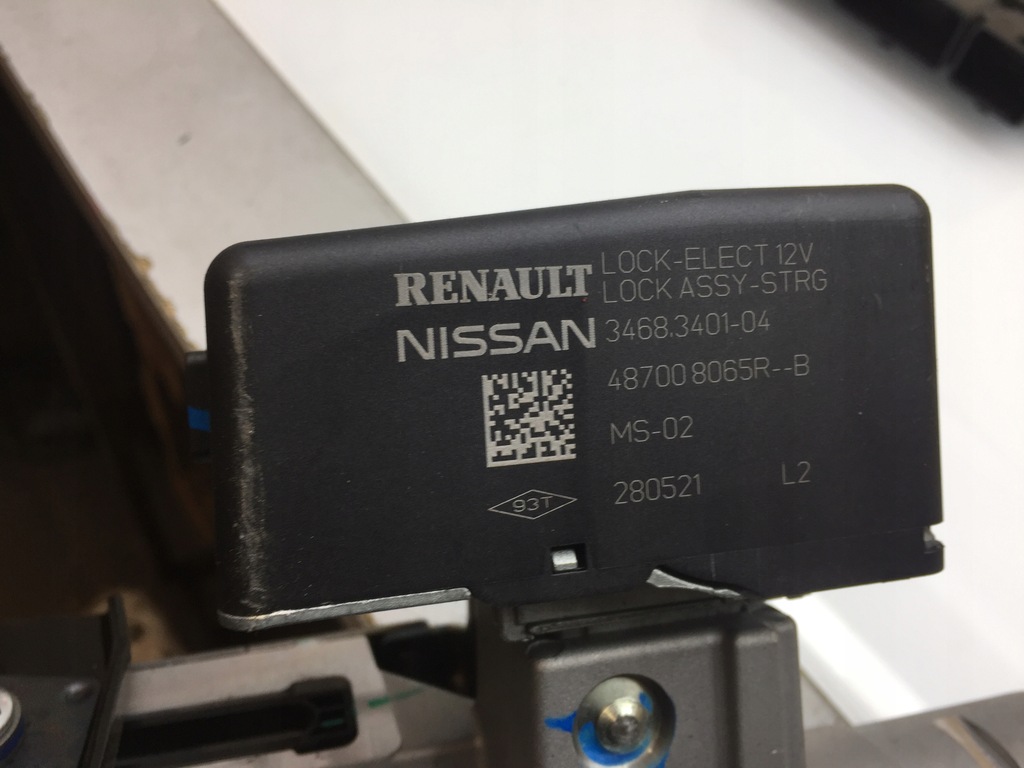 RENAULT
NISSAN
LOCK-ELECT 12V
LOCK ASSY-STRG
3468.3401-04
48700 8065R--B
MS-02
93T
280521 L2